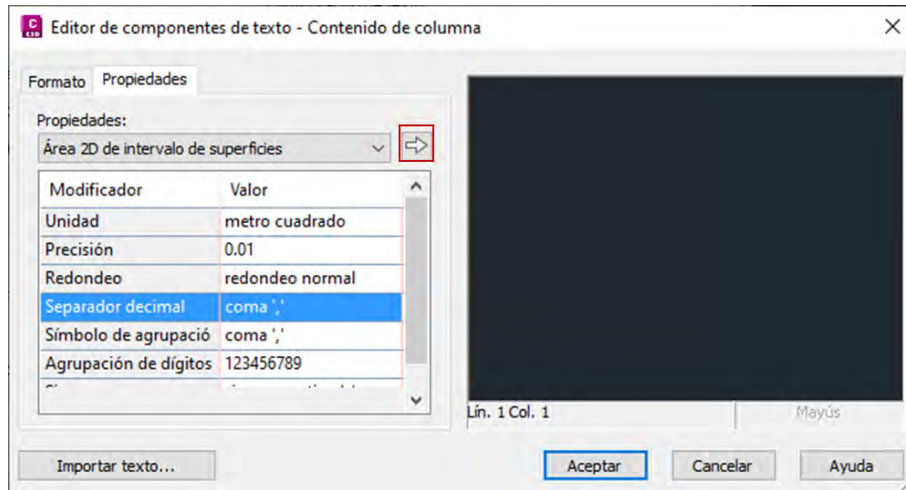 C
C3D
Editor de componentes de texto - Contenido de columna
Formato Propiedades
Propiedades:
Área 2D de intervalo de superficies
Modificador Valor
Unidad metro cuadrado
Precisión 0.01
Redondeo redondeo normal
Separador decimal coma ','
Símbolo de agrupació coma ','
Agrupación de dígitos 123456789
Lín. 1 Col. 1 Mayús
Importar texto... Aceptar Cancelar Ayuda